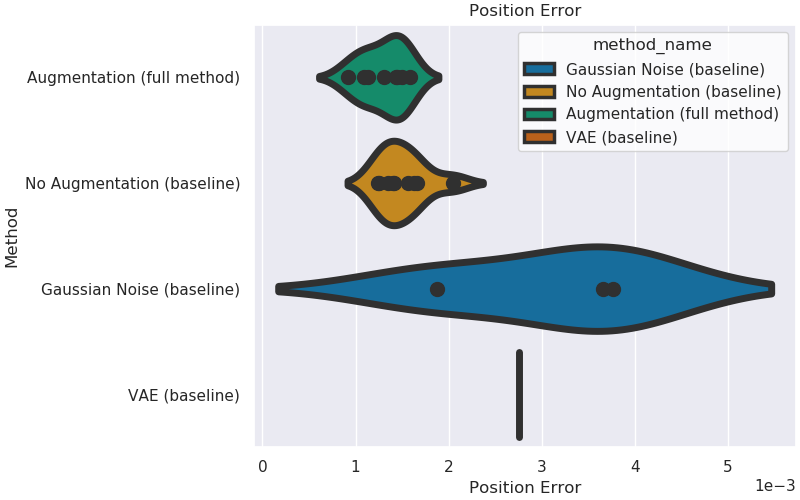 Position Error
method_name
Gaussian Noise (baseline)
No Augmentation (baseline)
Augmentation (full method)
VAE (baseline)
Method
Augmentation (full method)
No Augmentation (baseline)
Gaussian Noise (baseline)
VAE (baseline)
0 1 2 3 4 5
1e−3
Position Error